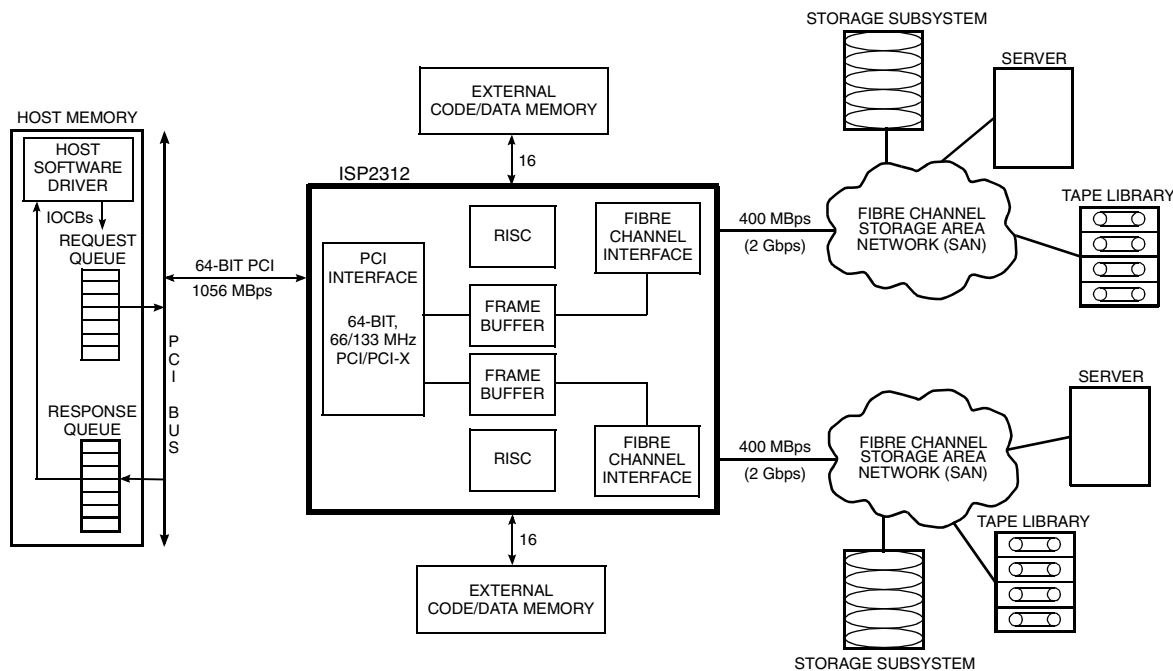 STORAGE SUBSYSTEM
SERVER
EXTERNAL
CODE/DATA MEMORY
HOST MEMORY
HOST
SOFTWARE
DRIVER
16
ISP2312
TAPE LIBRARY
IOCBs
REQUEST
QUEUE
RISC
FIBRE
CHANNEL
INTERFACE
400 MBps
(2 Gbps)
FIBRE CHANNEL
STORAGE AREA
NETWORK (SAN)
64-BIT PCI
1056 MBps
PCI
INTERFACE
64-BIT,
66/133 MHz
PCI/PCI-X
FRAME
BUFFER
FRAME
BUFFER
PCI BUS
SERVER
RESPONSE
QUEUE
RISC
FIBRE
CHANNEL
INTERFACE
400 MBps
(2 Gbps)
FIBRE CHANNEL
STORAGE AREA
NETWORK (SAN)
TAPE LIBRARY
16
EXTERNAL
CODE/DATA MEMORY
STORAGE SUBSYSTEM